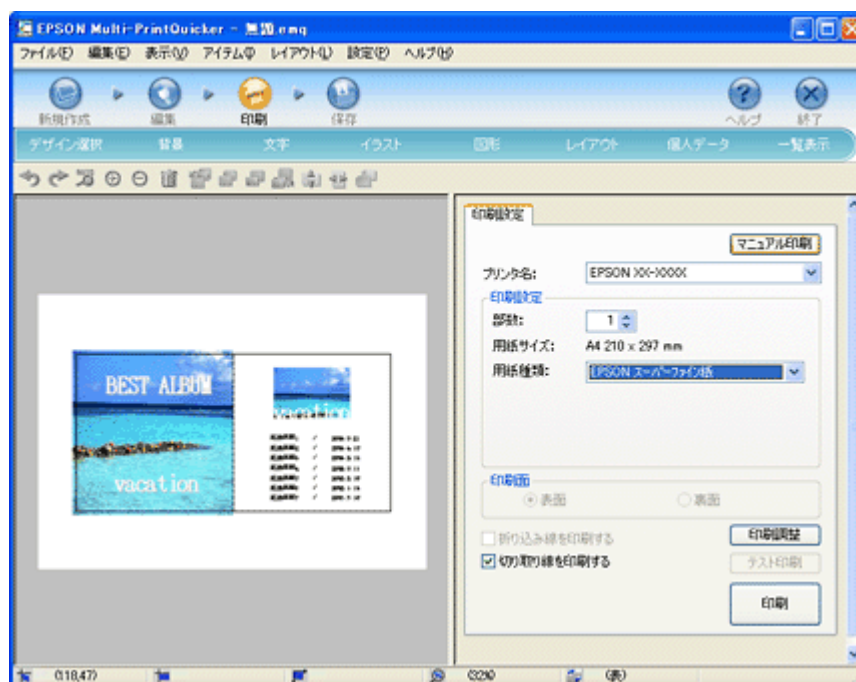 EPSON Multi-PrintQuicker - 無題.emq
ファイル(F) 編集(E) 表示(V) アイテム(I) レイアウト(L) 設定(P) ヘルプ(H)
新規作成 編集 印刷 保存 ヘルプ 終了
デザイン選択 背景 文字 イラスト 図形 レイアウト 個人データ 一覧表示
印刷設定
マニュアル印刷
プリンタ名: EPSON XX-XXXX
印刷設定
部数: 1
用紙サイズ: A4 210 x 297 mm
用紙種類: EPSON スーパーファイン紙
BEST ALBUM
vacation
vacation
印刷面
表面 裏面
折り込み線を印刷する
印刷調整
切り取り線を印刷する
テスト印刷
印刷
(118,47) (32%) (表)